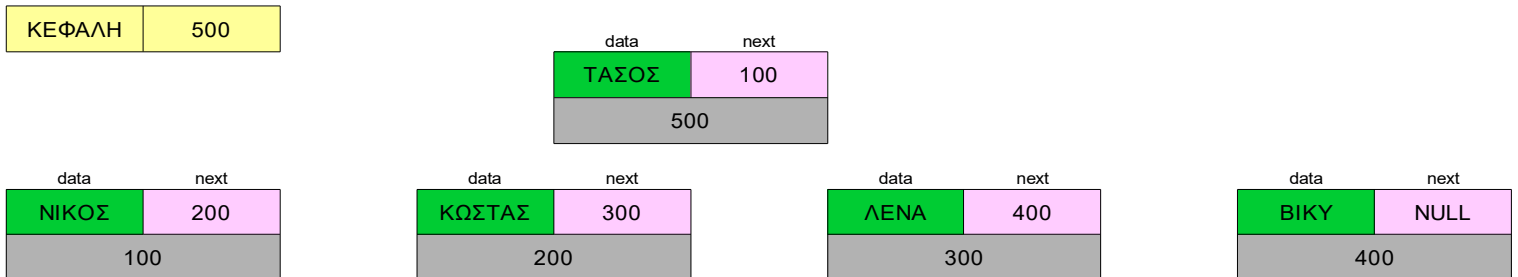 ΚΕΦΑΛΗ 500
data next
ΤΑΣΟΣ 100
500
data next data next data next data next
ΝΙΚΟΣ 200 ΚΩΣΤΑΣ 300 ΛΕΝΑ 400 ΒΙΚΥ NULL
100 200 300 400